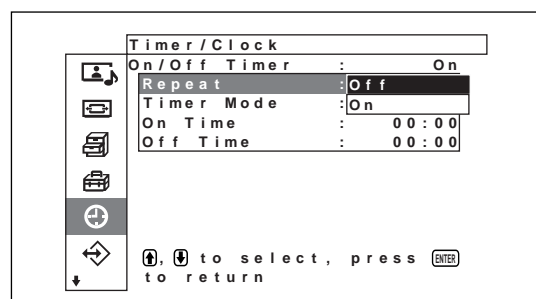 Timer/Clock
On/Off Timer : On
Repeat : Off
Timer Mode : On
On Time : 00:00
Off Time : 00:00
, to select, press ENTER
to return